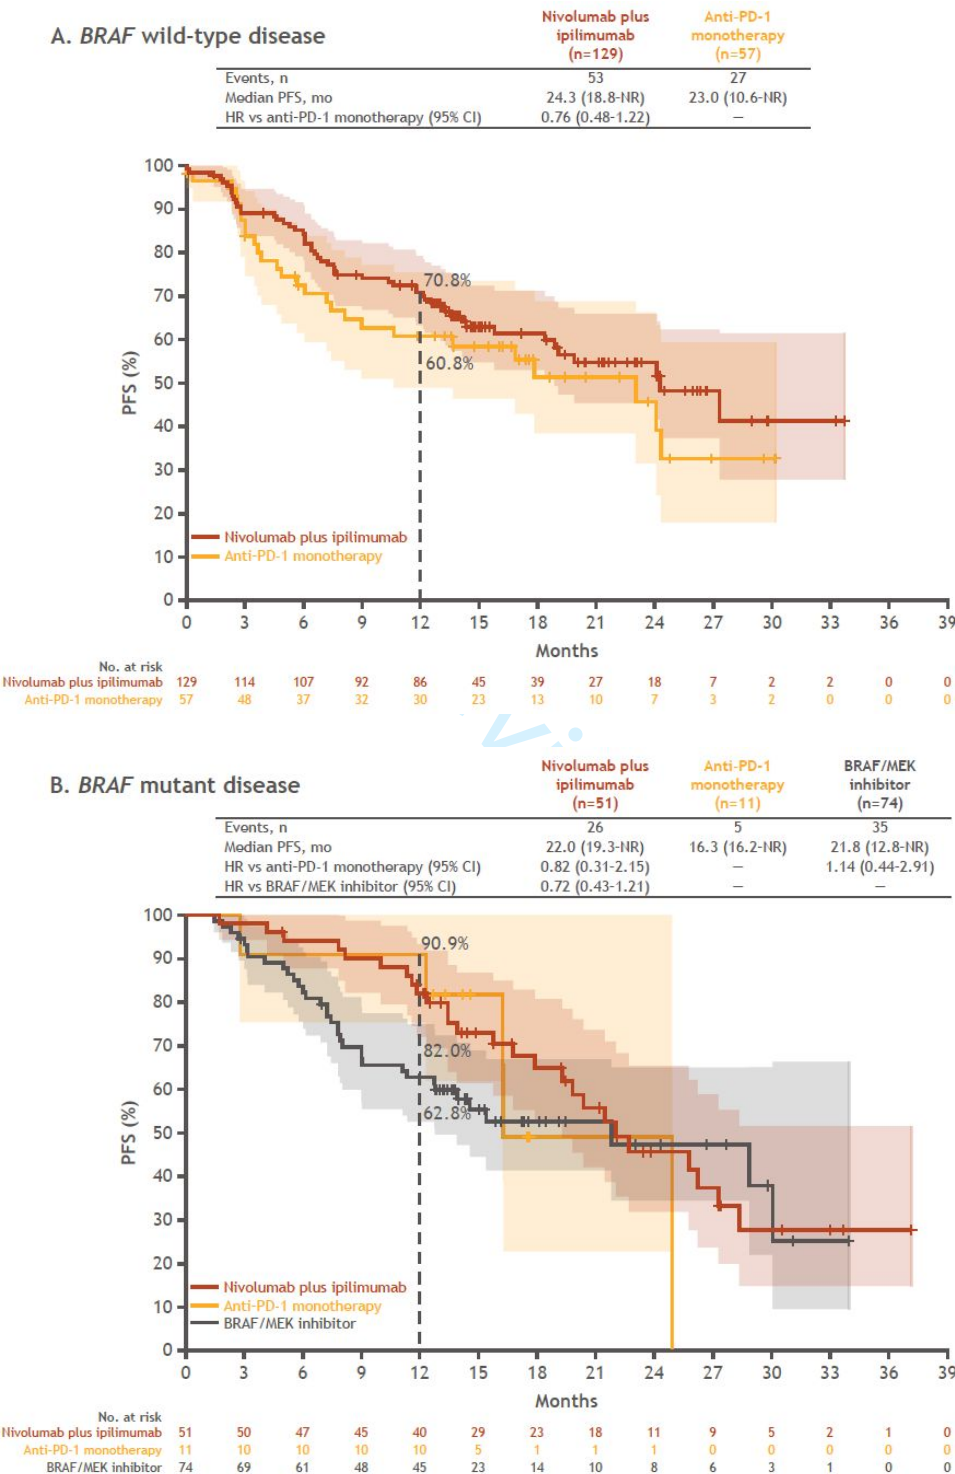 A. BRAF wild-type disease
Nivolumab plus ipilimumab (n=129) Anti-PD-1 monotherapy (n=57)
Events, n 53 27
Median PFS, mo 24.3 (18.8-NR) 23.0 (10.6-NR)
HR vs anti-PD-1 monotherapy (95% CI) 0.76 (0.48-1.22) —
PFS (%)
100
90
80
70
60
50
40
30
20
10
0
70.8%
60.8%
Nivolumab plus ipilimumab
Anti-PD-1 monotherapy
0 3 6 9 12 15 18 21 24 27 30 33 36 39
Months
No. at risk
Nivolumab plus ipilimumab 129 114 107 92 86 45 39 27 18 7 2 2 0 0
Anti-PD-1 monotherapy 57 48 37 32 30 23 13 10 7 3 2 0 0 0
B. BRAF mutant disease
Nivolumab plus ipilimumab (n=51) Anti-PD-1 monotherapy (n=11) BRAF/MEK inhibitor (n=74)
Events, n 26 5 35
Median PFS, mo 22.0 (19.3-NR) 16.3 (16.2-NR) 21.8 (12.8-NR)
HR vs anti-PD-1 monotherapy (95% CI) 0.82 (0.31-2.15) — 1.14 (0.44-2.91)
HR vs BRAF/MEK inhibitor (95% CI) 0.72 (0.43-1.21) — —
PFS (%)
100
90
80
70
60
50
40
30
20
10
0
90.9%
82.0%
62.8%
Nivolumab plus ipilimumab
Anti-PD-1 monotherapy
BRAF/MEK inhibitor
0 3 6 9 12 15 18 21 24 27 30 33 36 39
Months
No. at risk
Nivolumab plus ipilimumab 51 50 47 45 40 29 23 18 11 9 5 2 1 0
Anti-PD-1 monotherapy 11 10 10 10 10 5 1 1 1 0 0 0 0 0
BRAF/MEK inhibitor 74 69 61 48 45 23 14 10 8 6 3 1 0 0